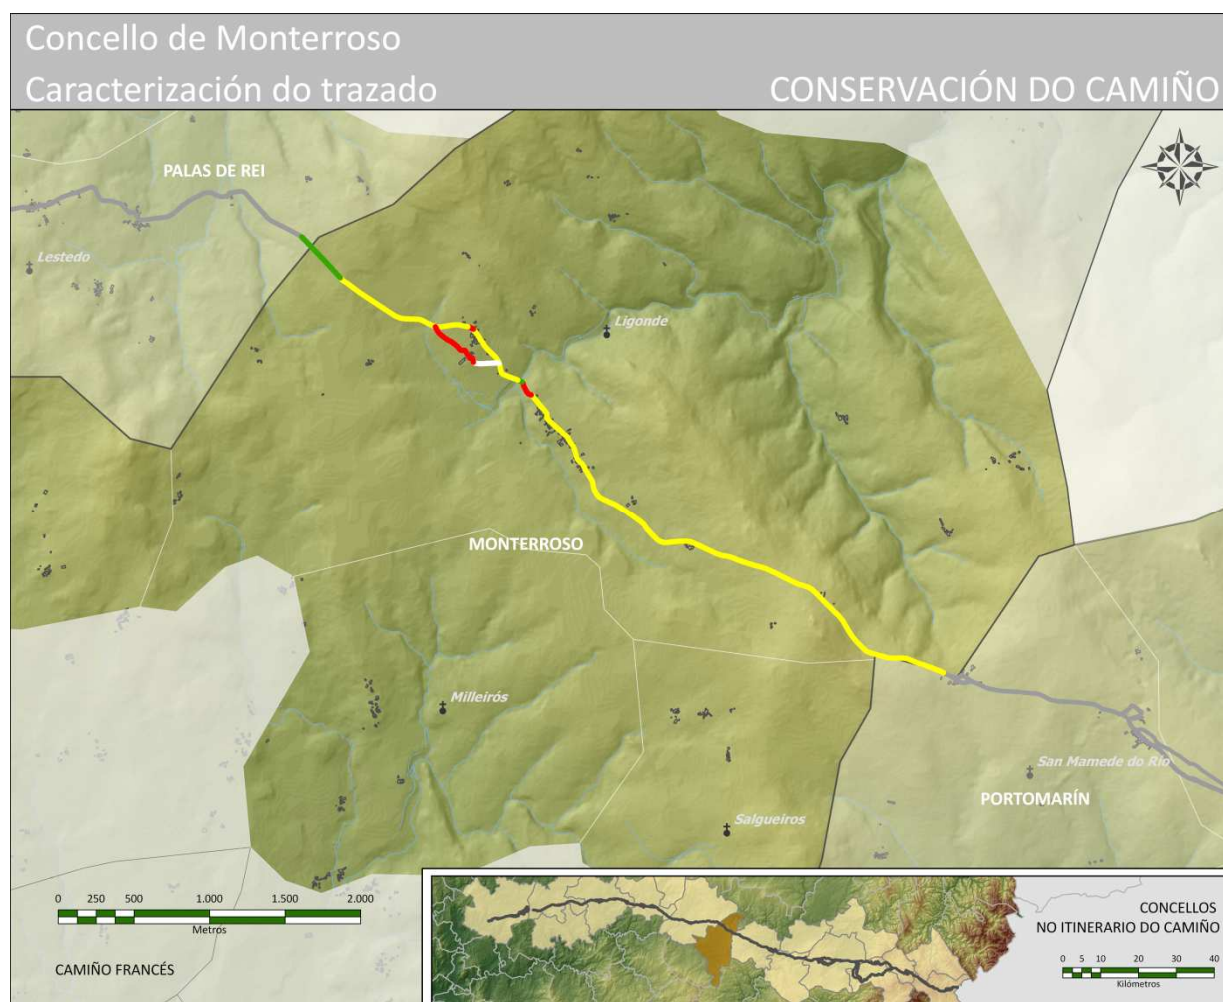 Concello de Monterroso
Caracterización do trazado
CONSERVACIÓN DO CAMIÑO
PALAS DE REI
Lestedo
Ligonde
MONTERROSO
Milleirós
San Mamede do Río
PORTOMARÍN
Salgueiros
0 250 500 1.000 1.500 2.000
Metros
CAMIÑO FRANCÉS
CONCELLOS
NO ITINERARIO DO CAMIÑO
0 5 10 20 30 40
Kilómetros